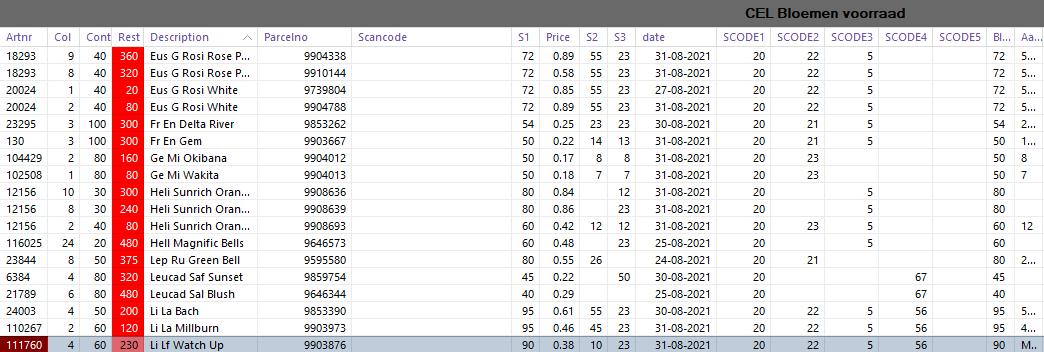 CEL Bloemen voorraad
Artnr Col Cont Rest Description Parcelno Scancode S1 Price S2 S3 date SCODE1 SCODE2 SCODE3 SCODE4 SCODE5 Bl... Aa...
18293 9 40 360 Eus G Rosi Rose P... 9904338 72 0.89 55 23 31-08-2021 20 22 5 72 5...
18293 8 40 320 Eus G Rosi Rose P... 9910144 72 0.58 55 23 31-08-2021 20 22 5 72 5...
20024 1 40 20 Eus G Rosi White 9739804 72 0.85 55 23 27-08-2021 20 22 5 72 5...
20024 2 40 80 Eus G Rosi White 9904788 72 0.89 55 23 31-08-2021 20 22 5 72 5...
23295 3 100 300 Fr En Delta River 9853262 54 0.25 23 23 30-08-2021 20 21 5 54 2...
130 3 100 300 Fr En Gem 9903667 50 0.22 14 13 31-08-2021 20 21 5 50 1...
104429 2 80 160 Ge Mi Okibana 9904012 50 0.17 8 8 31-08-2021 20 23 50 8
102508 1 80 80 Ge Mi Wakita 9904013 50 0.18 7 7 31-08-2021 20 23 50 7
12156 10 30 300 Heli Sunrich Oran... 9908636 80 0.84 12 31-08-2021 20 5 80
12156 8 30 240 Heli Sunrich Oran... 9908639 80 0.86 23 31-08-2021 20 5 80
12156 2 40 80 Heli Sunrich Oran... 9908693 60 0.42 12 12 31-08-2021 20 23 5 60 12
116025 24 20 480 Hell Magnific Bells 9646573 60 0.48 23 25-08-2021 20 5 60
23844 8 50 375 Lep Ru Green Bell 9595580 80 0.55 26 24-08-2021 20 21 80 2...
6384 4 80 320 Leucad Saf Sunset 9859754 45 0.22 50 30-08-2021 20 67 45
21789 6 80 480 Leucad Sal Blush 9646344 40 0.29 25-08-2021 20 67 40
24003 4 50 200 Li La Bach 9853390 95 0.61 55 23 30-08-2021 20 22 5 56 95 5...
110267 2 60 120 Li La Millburn 9903973 95 0.46 45 23 31-08-2021 20 22 5 56 95 4...
111760 4 60 230 Li Lf Watch Up 9903876 90 0.38 10 23 31-08-2021 20 22 5 56 90 M...